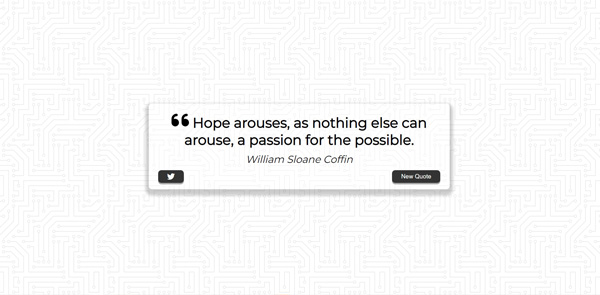 ❝ Hope arouses, as nothing else can
arouse, a passion for the possible.
William Sloane Coffin
New Quote